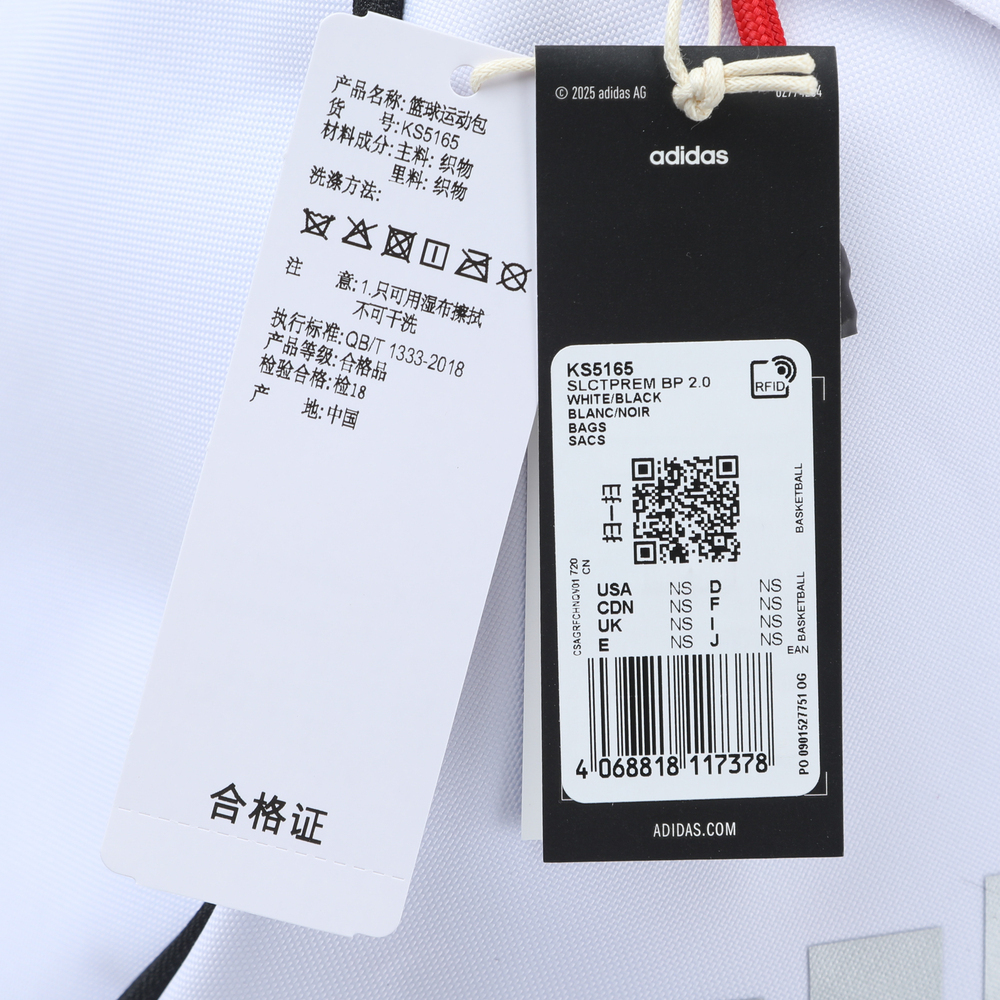 产品名称: 篮球运动包
货 号: KS5165
材料成分: 主料: 织物
里料: 织物
洗涤方法:
注 意: 1.只可用湿布擦拭
不可干洗
执行标准: QB/T 1333-2018
产品等级: 合格品
检验合格: 检18
产 地: 中国
合格证
© 2025 adidas AG
adidas
KS5165
SLCTPREM BP 2.0
WHITE/BLACK
BLANC/NOIR
BAGS
SACS
RFID
BASKETBALL
BASKETBALL
CSAGRFCHNQV01 720
CN
USA NS D NS
CDN NS F NS
UK NS I NS
E NS J NS
EAN
4 068818 117378
PO 0901527751 OG
ADIDAS.COM